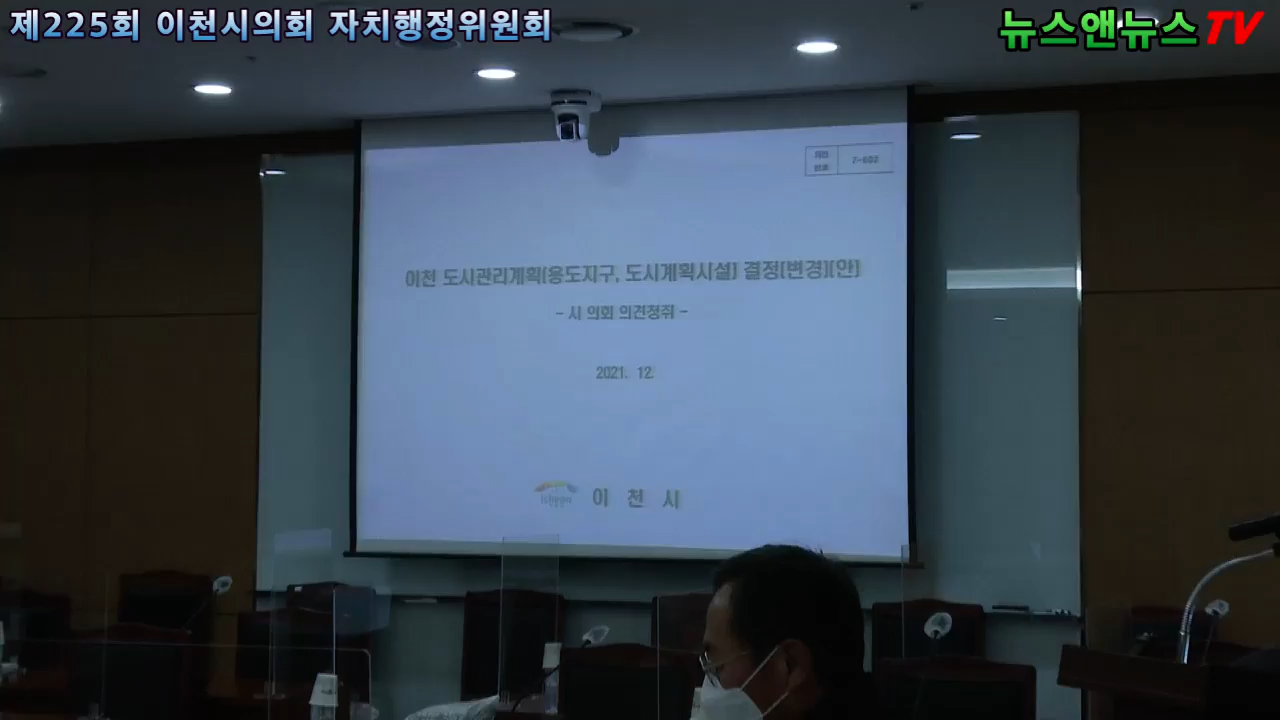 제225회 이천시의회 자치행정위원회
뉴스앤뉴스TV
이천 도시관리계획(용도지구, 도시계획시설) 결정(변경)(안)
- 시 의회 의견청취 -
2021. 12.
이 천 시